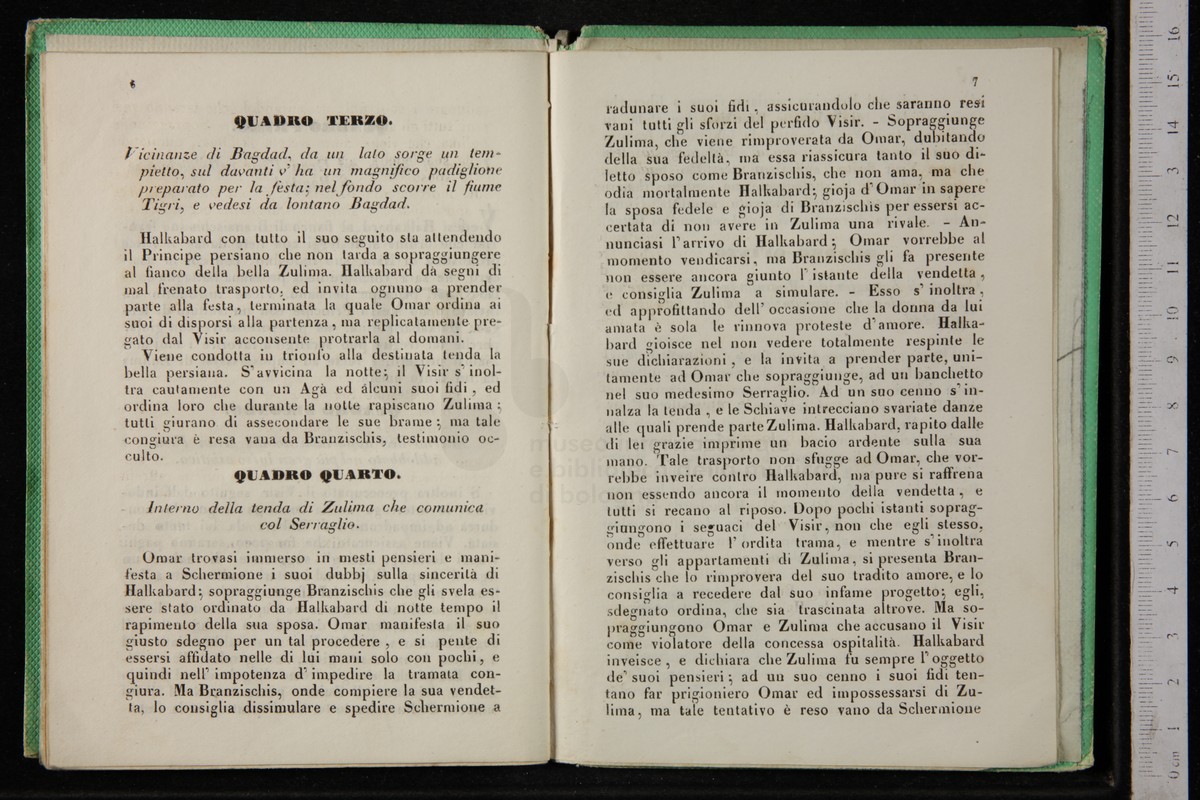 6
QUADRO TERZO.
Vicinanze di Bagdad, da un lato sorge un tem-
pietto, sul davanti v' ha un magnifico padiglione
preparato per la festa; nel fondo scorre il fiume
Tigri, e vedesi da lontano Bagdad.
Halkabard con tutto il suo seguito sta attendendo
il Principe persiano che non tarda a sopraggiungere
al fianco della bella Zulima. Halkabard dà segni di
mal frenato trasporto, ed invita ognuno a prender
parte alla festa, terminata la quale Omar ordina ai
suoi di disporsi alla partenza, ma replicatamente pre-
gato dal Visir acconsente protrarla al domani.
Viene condotta in trionfo alla destinata tenda la
bella persiana. S'avvicina la notte; il Visir s' inol-
tra cautamente con un Agà ed alcuni suoi fidi, ed
ordina loro che durante la notte rapiscano Zulima;
tutti giurano di assecondare le sue brame; ma tale
congiura è resa vana da Branzischis, testimonio oc-
culto.
QUADRO QUARTO.
Interno della tenda di Zulima che comunica
col Serraglio.
Omar trovasi immerso in mesti pensieri e mani-
festa a Schermione i suoi dubbj sulla sincerità di
Halkabard; sopraggiunge Branzischis che gli svela es-
sere stato ordinato da Halkabard di notte tempo il
rapimento della sua sposa. Omar manifesta il suo
giusto sdegno per un tal procedere, e si pente di
essersi affidato nelle di lui mani solo con pochi, e
quindi nell' impotenza d' impedire la tramata con-
giura. Ma Branzischis, onde compiere la sua vendet-
ta, lo consiglia dissimulare e spedire Schermione a
7
radunare i suoi fidi, assicurandolo che saranno resi
vani tutti gli sforzi del perfido Visir. - Sopraggiunge
Zulima, che viene rimproverata da Omar, dubitando
della sua fedeltà, ma essa riassicura tanto il suo di-
letto sposo come Branzischis, che non ama, ma che
odia mortalmente Halkabard; gioja d' Omar in sapere
la sposa fedele e gioja di Branzischis per essersi ac-
certata di non avere in Zulima una rivale. - An-
nunciasi l'arrivo di Halkabard; Omar vorrebbe al
momento vendicarsi, ma Branzischis gli fa presente
non essere ancora giunto l' istante della vendetta,
e consiglia Zulima a simulare. - Esso s' inoltra,
ed approfittando dell' occasione che la donna da lui
amata è sola le rinnova proteste d'amore. Halka-
bard gioisce nel non vedere totalmente respinte le
sue dichiarazioni, e la invita a prender parte, uni-
tamente ad Omar che sopraggiunge, ad un banchetto
nel suo medesimo Serraglio. Ad un suo cenno s' in-
nalza la tenda, e le Schiave intrecciano svariate danze
alle quali prende parte Zulima. Halkabard, rapito dalle
di lei grazie imprime un bacio ardente sulla sua
mano. Tale trasporto non sfugge ad Omar, che vor-
rebbe inveire contro Halkabard, ma pure si raffrena
non essendo ancora il momento della vendetta, e
tutti si recano al riposo. Dopo pochi istanti soprag-
giungono i seguaci del Visir, non che egli stesso,
onde effettuare l' ordita trama, e mentre s' inoltra
verso gli appartamenti di Zulima, si presenta Bran-
zischis che lo rimprovera del suo tradito amore, e lo
consiglia a recedere dal suo infame progetto; egli,
sdegnato ordina, che sia trascinata altrove. Ma so-
praggiungono Omar e Zulima che accusano il Visir
come violatore della concessa ospitalità. Halkabard
inveisce, e dichiara che Zulima fu sempre l' oggetto
de' suoi pensieri; ad un suo cenno i suoi fidi ten-
tano far prigioniero Omar ed impossessarsi di Zu-
lima, ma tale tentativo è reso vano da Schermione
0 cm 1 2 3 4 5 6 7 8 9 10 11 12 13 14 15 16